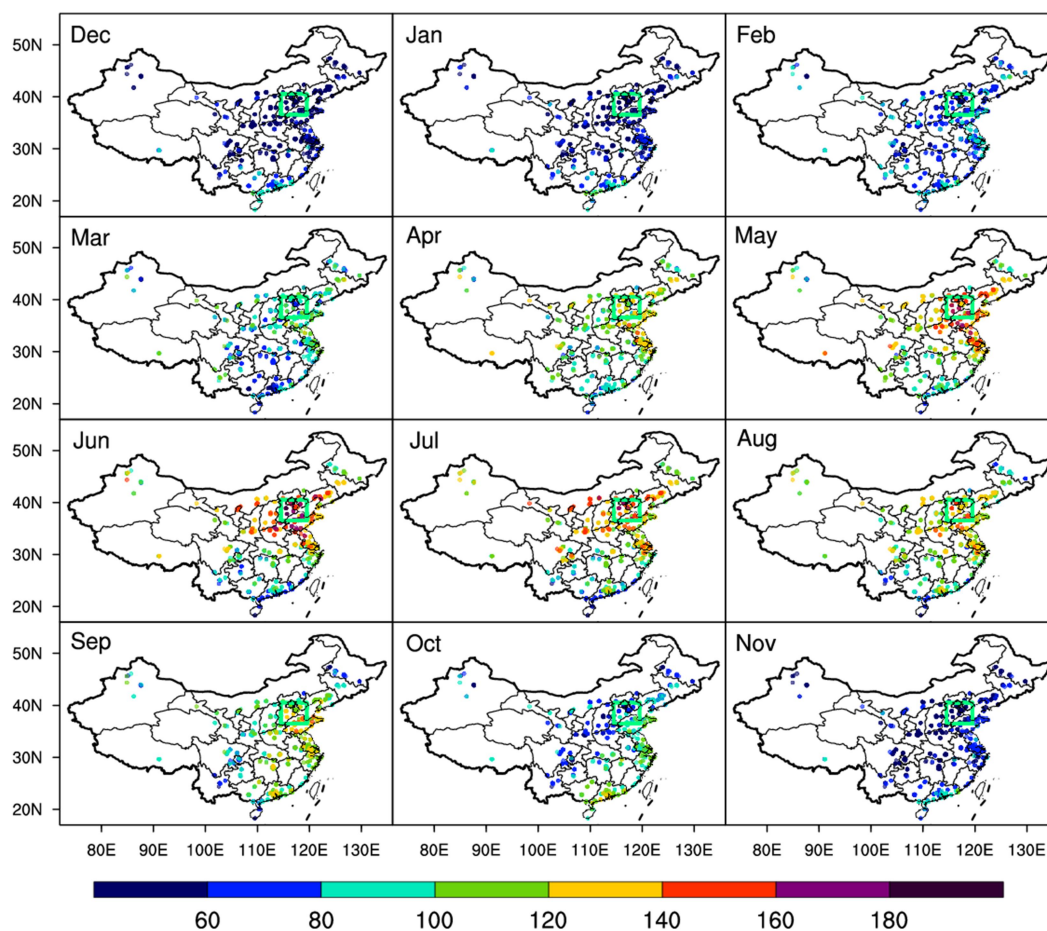 Dec Jan Feb
50N
40N
30N
20N
Mar Apr May
50N
40N
30N
20N
Jun Jul Aug
50N
40N
30N
20N
Sep Oct Nov
50N
40N
30N
20N
80E 90E 100E 110E 120E 130E 80E 90E 100E 110E 120E 130E 80E 90E 100E 110E 120E 130E
60 80 100 120 140 160 180